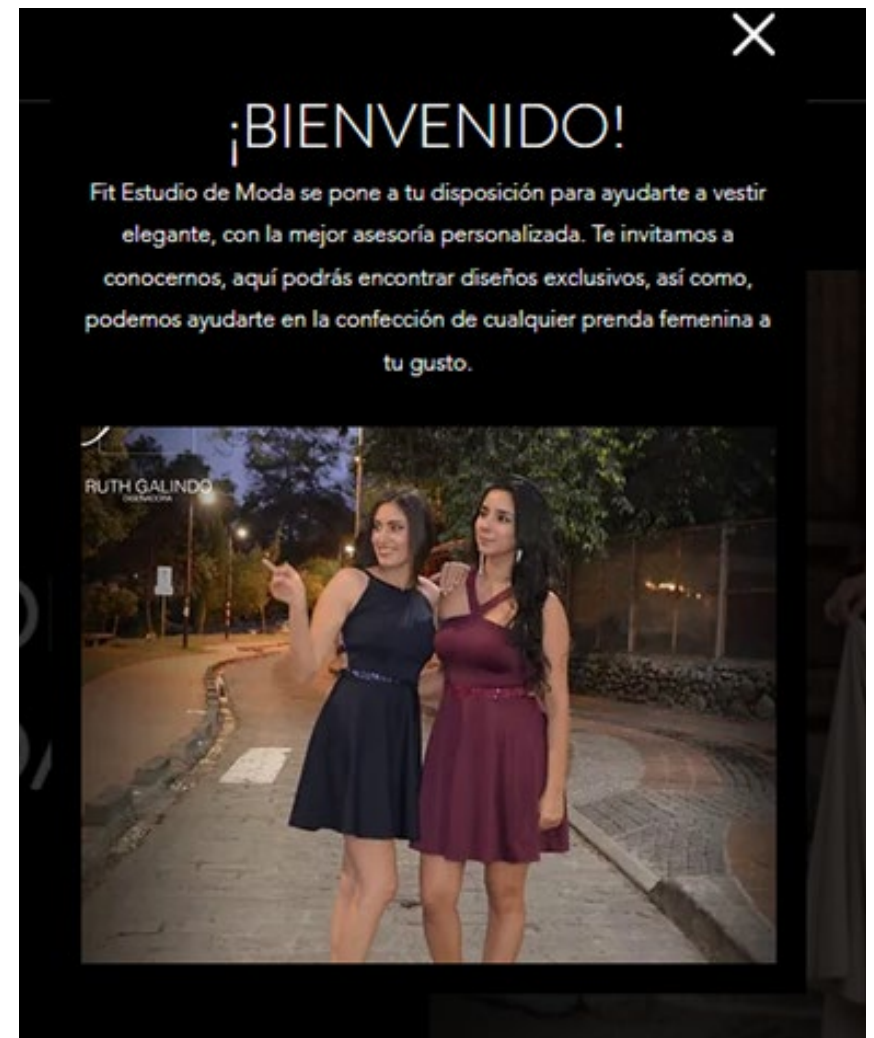 ¡BIENVENIDO!
Fit Estudio de Moda se pone a tu disposición para ayudarte a vestir
elegante, con la mejor asesoría personalizada. Te invitamos a
conocernos, aquí podrás encontrar diseños exclusivos, así como,
podemos ayudarte en la confección de cualquier prenda femenina a
tu gusto.
RUTH GALINDO
DISEÑADORA